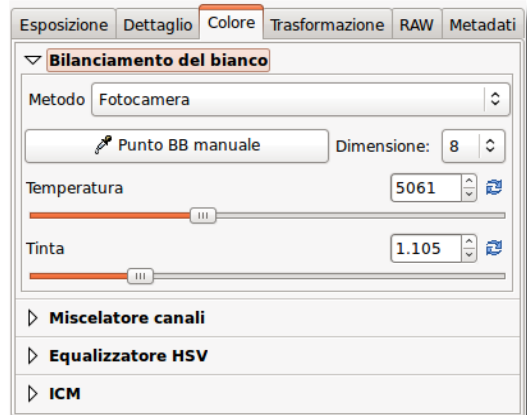 Esposizione Dettaglio Colore Trasformazione RAW Metadati
Bilanciamento del bianco
Metodo Fotocamera
Punto BB manuale Dimensione: 8
Temperatura 5061
Tinta 1.105
Miscelatore canali
Equalizzatore HSV
ICM